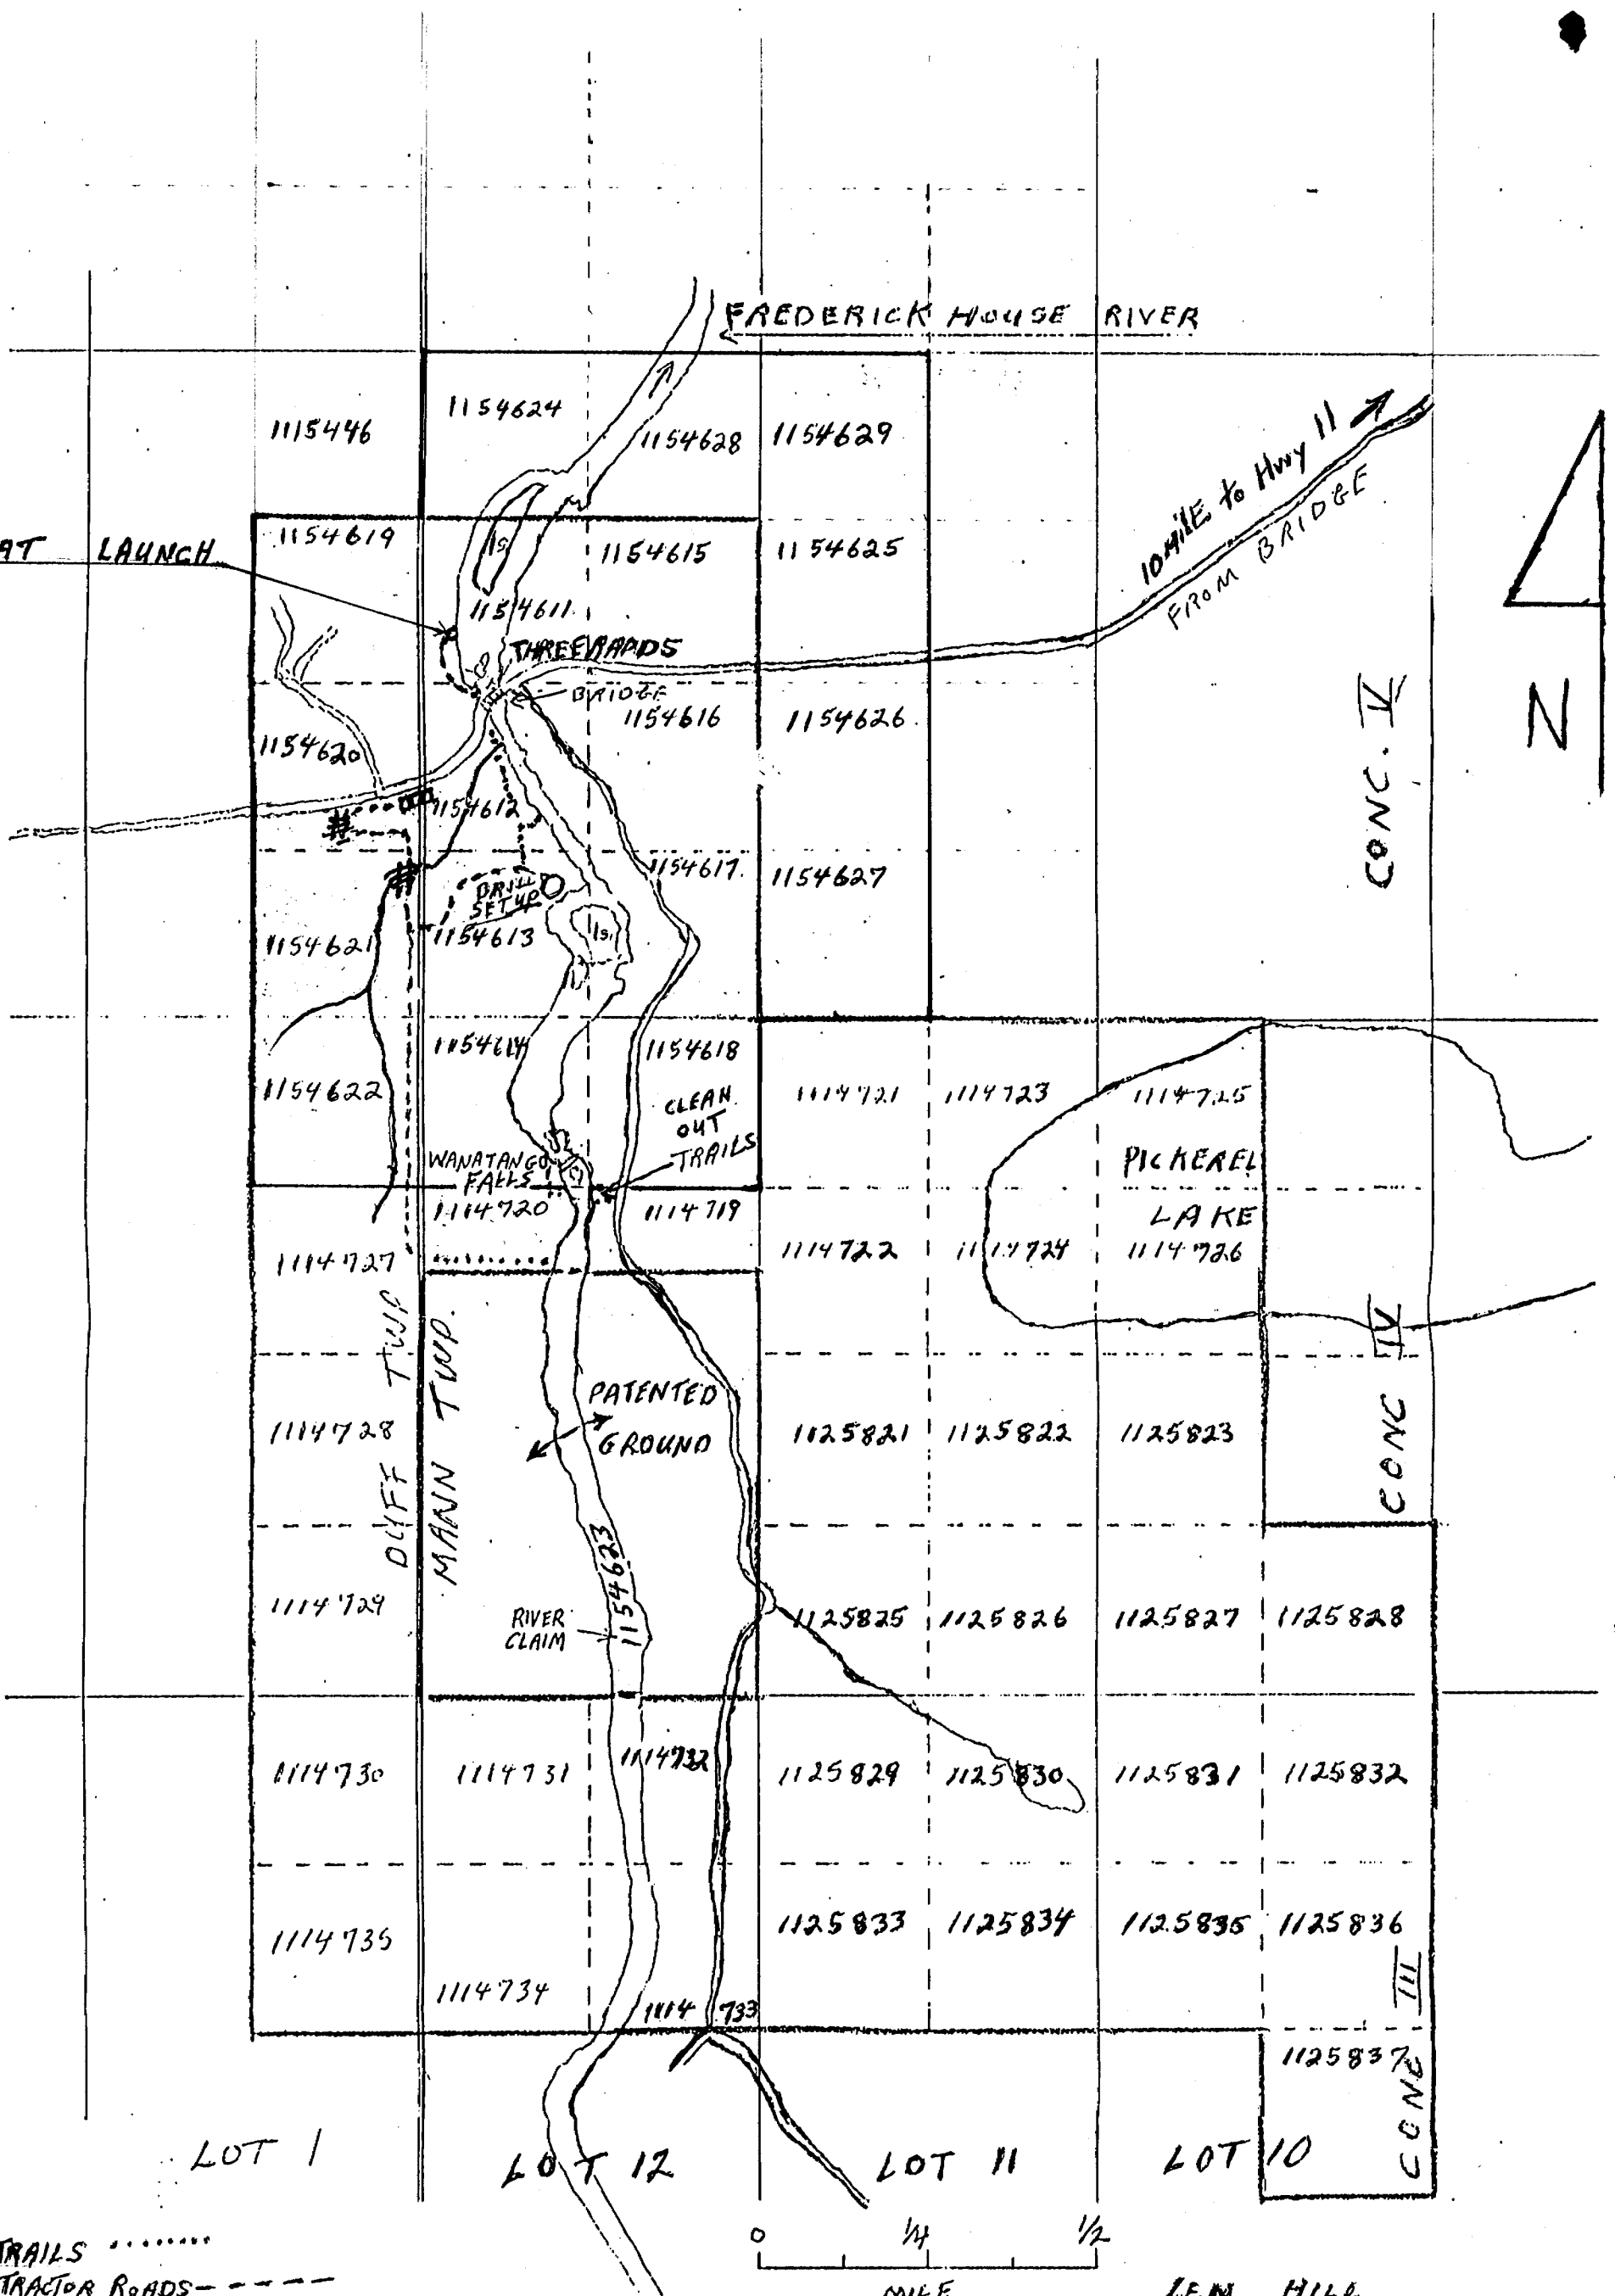 FREDERICK HOUSE RIVER
1115446
1154624
1154628
1154629
10 MILE to Hwy 11
FROM BRIDGE
AT LAUNCH
1154619
Is
1154615
1154625
1154611
THREE RAPIDS
BRIDGE
1154616
1154626
N
CONC. V
1154620
1154612
1154617
1154627
DRILL
SETUP
Is.
1154621
1154613
1154614
1154618
1154622
CLEAN
OUT
TRAILS
1114721
1114723
1114725
WANATANGO
FALLS
PICKEREL
LAKE
1114720
1114719
1114722
1114724
1114726
1114727
DUFF TWP
MANN TWP.
PATENTED
GROUND
CONC IV
1114728
1125821
1125822
1125823
1154623
1114729
RIVER
CLAIM
1125825
1125826
1125827
1125828
1114730
1114731
1114732
1125829
1125830
1125831
1125832
1114735
1114734
1114733
1125833
1125834
1125835
1125836
1125837
CONC III
LOT 1
LOT 12
LOT 11
LOT 10
TRAILS
TRACTOR ROADS
0 1/4 1/2
MILE
HILL